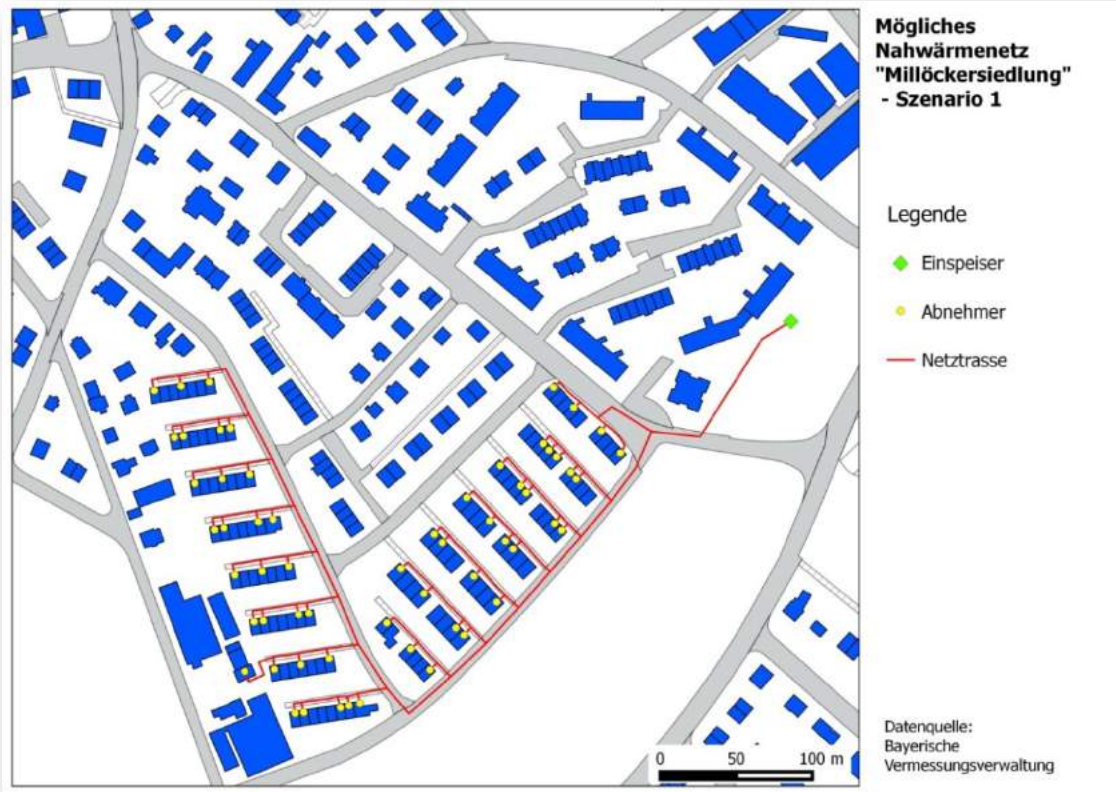 Mögliches
Nahwärmenetz
"Millöckersiedlung"
- Szenario 1
Legende
Einspeiser
Abnehmer
Netztrasse
0 50 100 m
Datenquelle:
Bayerische
Vermessungsverwaltung